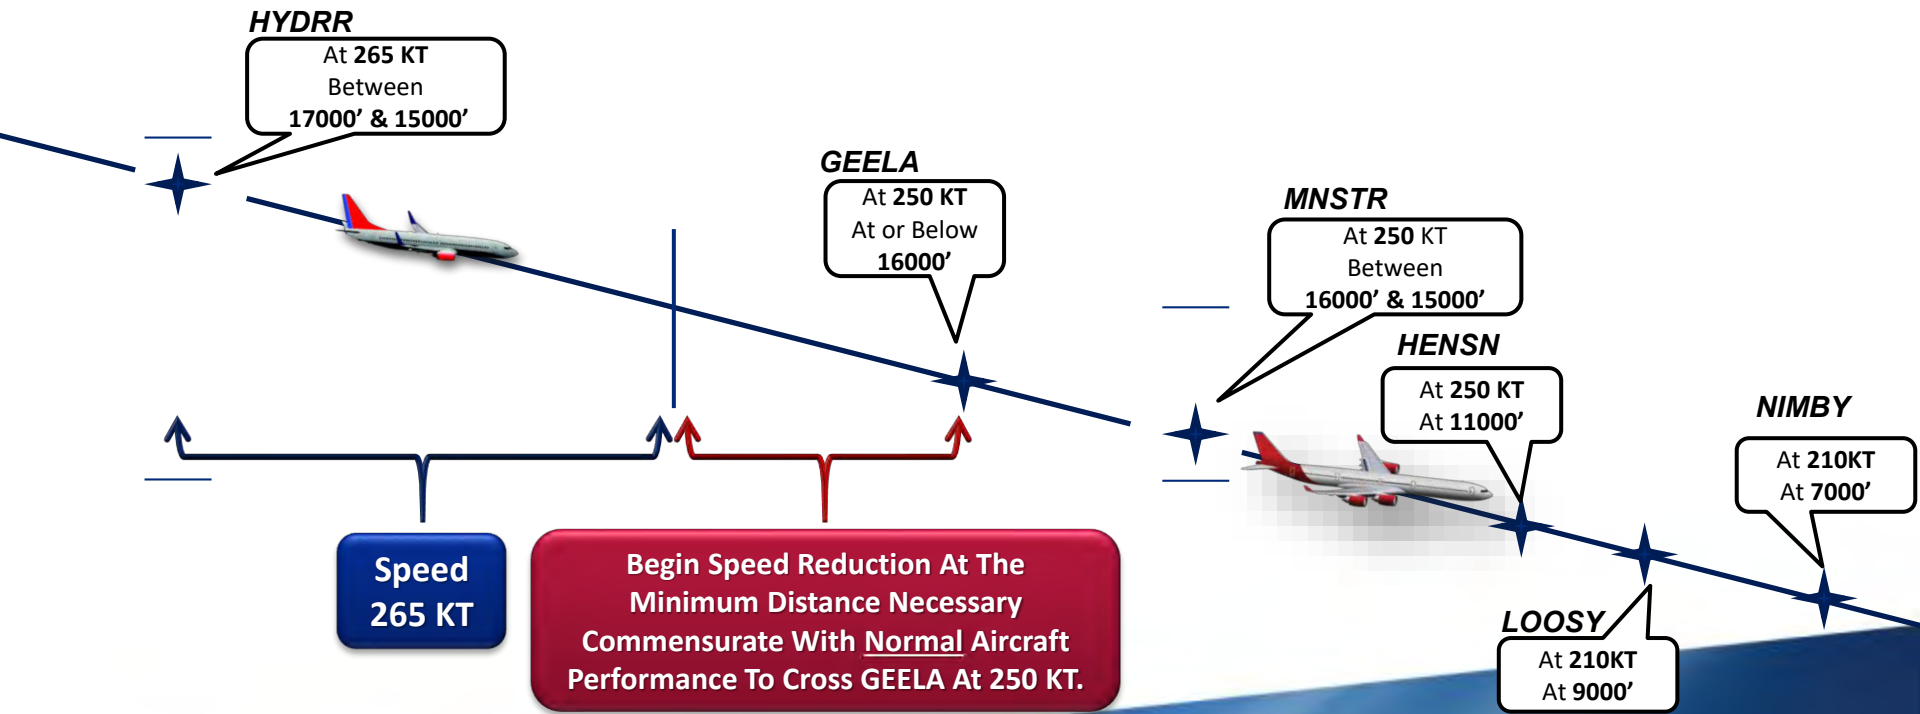 HYDRR
At 265 KT
Between
17000’ & 15000’
GEELA
At 250 KT
At or Below
16000’
MNSTR
At 250 KT
Between
16000’ & 15000’
HENSN
At 250 KT
At 11000’
NIMBY
At 210KT
At 7000’
Speed
265 KT
Begin Speed Reduction At The
Minimum Distance Necessary
Commensurate With Normal Aircraft
Performance To Cross GEELA At 250 KT.
LOOSY
At 210KT
At 9000’